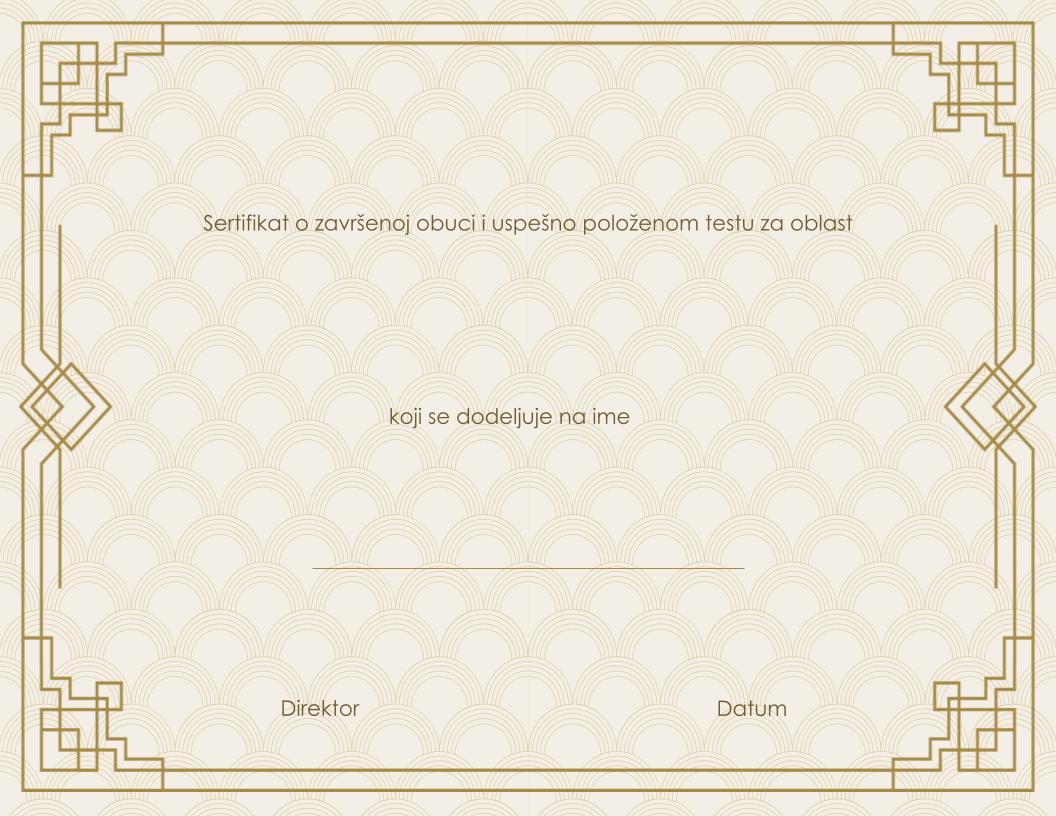 Sertifikat o završenoj obuci i uspešno položenom testu za oblast
koji se dodeljuje na ime
Direktor
Datum